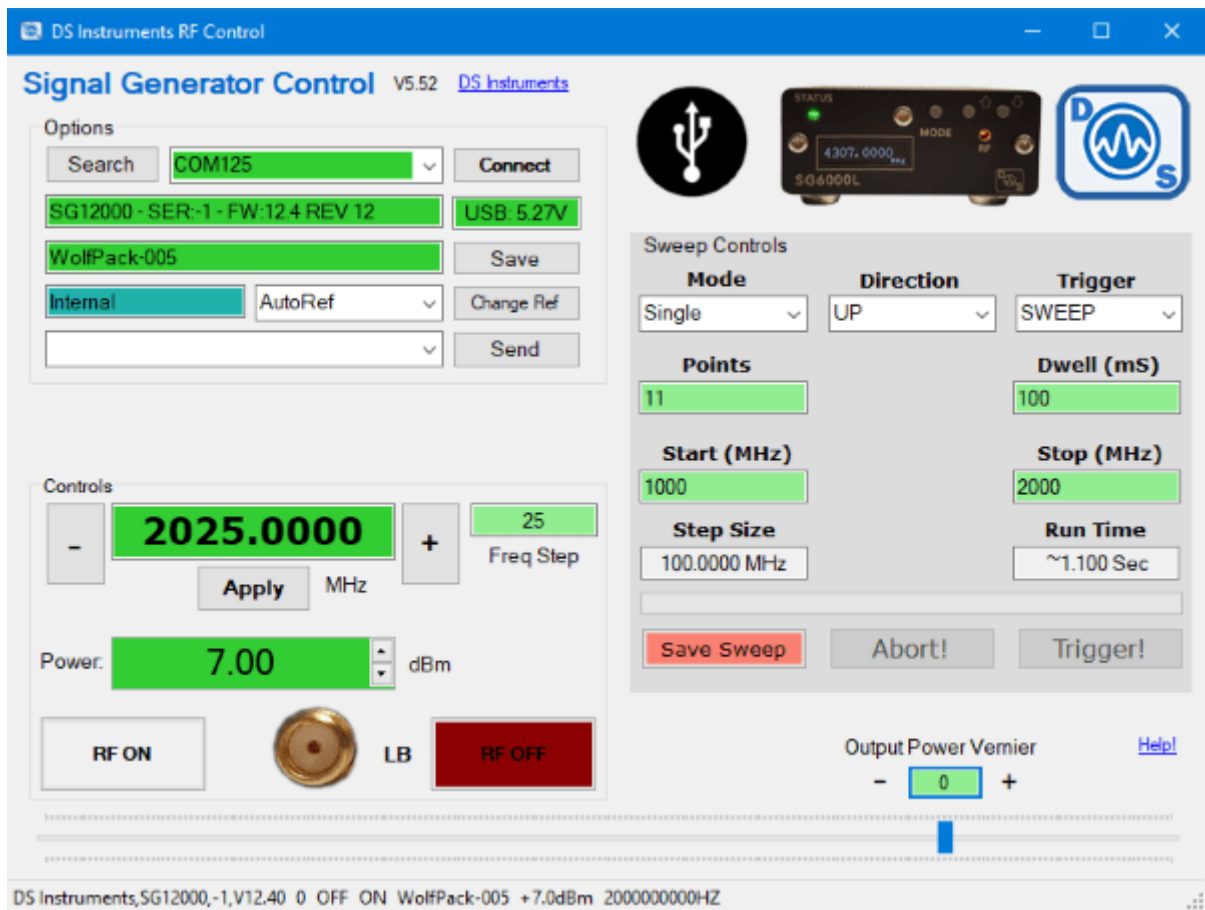 DS Instruments RF Control
Signal Generator Control V5.52 DS Instruments
Options
Search COM125 Connect
SG12000 - SER:-1 - FW:12.4 REV 12 USB: 5.27V
WolfPack-005 Save
Internal AutoRef Change Ref
Send
STATUS
MODE
RF
4307.0000
SG6000L
D S
Sweep Controls
Mode Direction Trigger
Single UP SWEEP
Points Dwell (mS)
11 100
Start (MHz) Stop (MHz)
1000 2000
Step Size Run Time
100.0000 MHz ~1.100 Sec
Save Sweep Abort! Trigger!
Controls
- 2025.0000 + 25
Freq Step
Apply MHz
Power: 7.00 dBm
RF ON LB RF OFF
Output Power Vernier Help!
- 0 +
DS Instruments,SG12000,-1,V12.40 0 OFF ON WolfPack-005 +7.0dBm 2000000000HZ